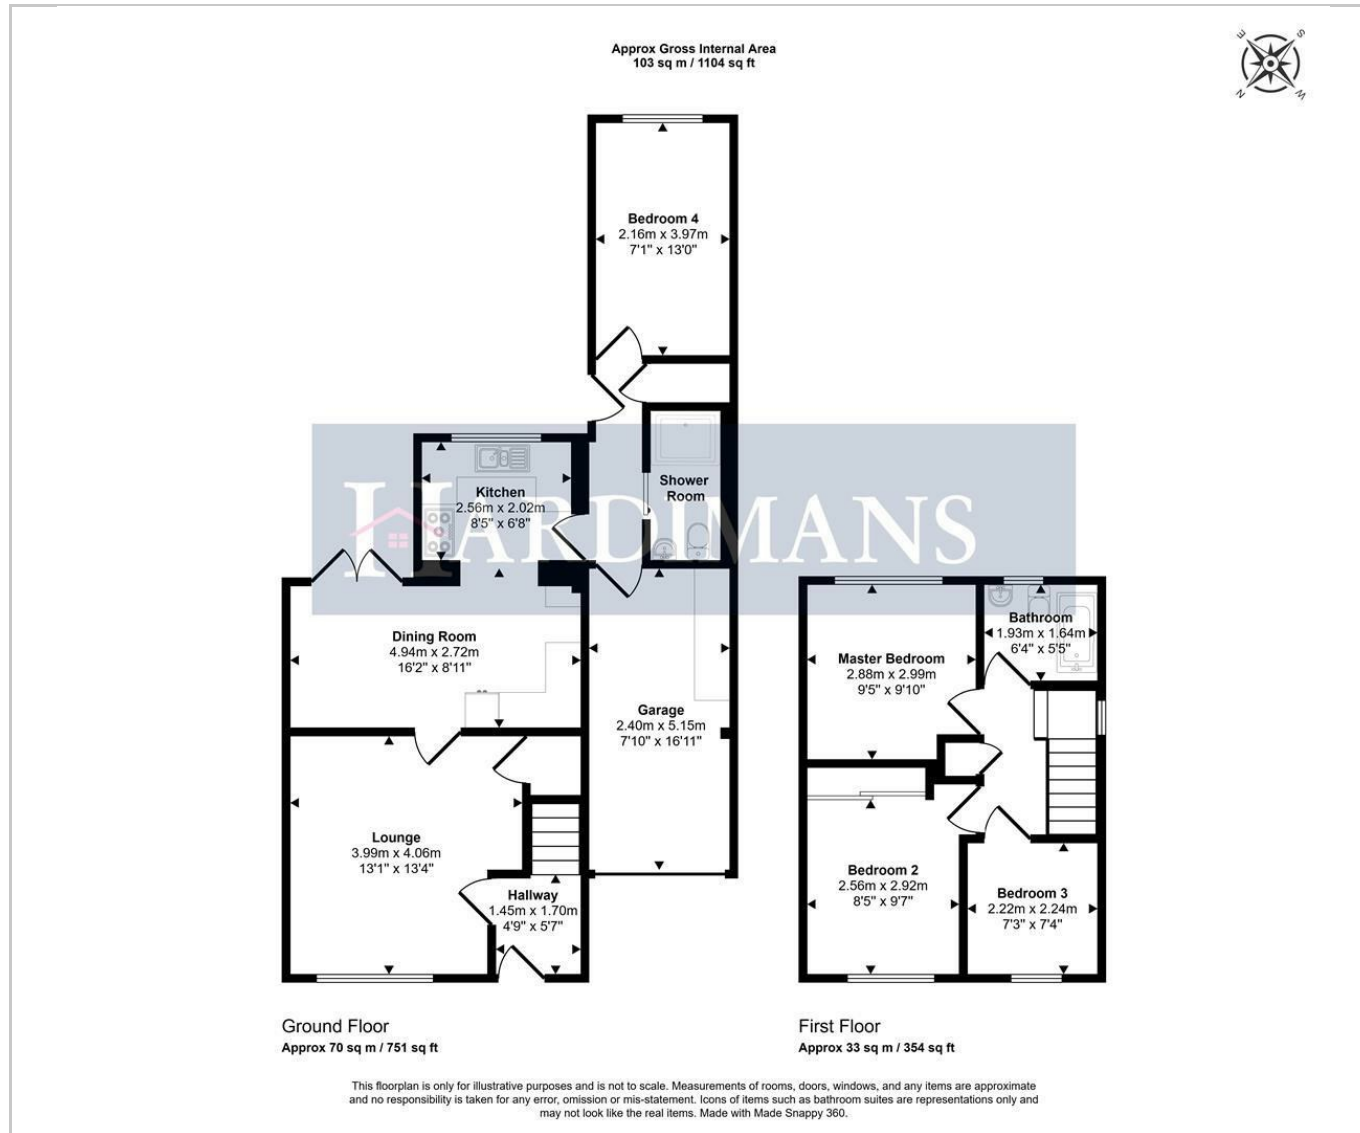 Approx Gross Internal Area
103 sq m / 1104 sq ft
S
E
W
N
Bedroom 4
2.16m x 3.97m
7'1" x 13'0"
Kitchen
2.56m x 2.02m
8'5" x 6'8"
Shower
Room
HARDIMANS
Dining Room
4.94m x 2.72m
16'2" x 8'11"
Garage
2.40m x 5.15m
7'10" x 16'11"
Lounge
3.99m x 4.06m
13'1" x 13'4"
Hallway
1.45m x 1.70m
4'9" x 5'7"
Bathroom
1.93m x 1.64m
6'4" x 5'5"
Master Bedroom
2.88m x 2.99m
9'5" x 9'10"
Bedroom 2
2.56m x 2.92m
8'5" x 9'7"
Bedroom 3
2.22m x 2.24m
7'3" x 7'4"
Ground Floor
Approx 70 sq m / 751 sq ft
First Floor
Approx 33 sq m / 354 sq ft
This floorplan is only for illustrative purposes and is not to scale. Measurements of rooms, doors, windows, and any items are approximate
and no responsibility is taken for any error, omission or mis-statement. Icons of items such as bathroom suites are representations only and
may not look like the real items. Made with Made Snappy 360.